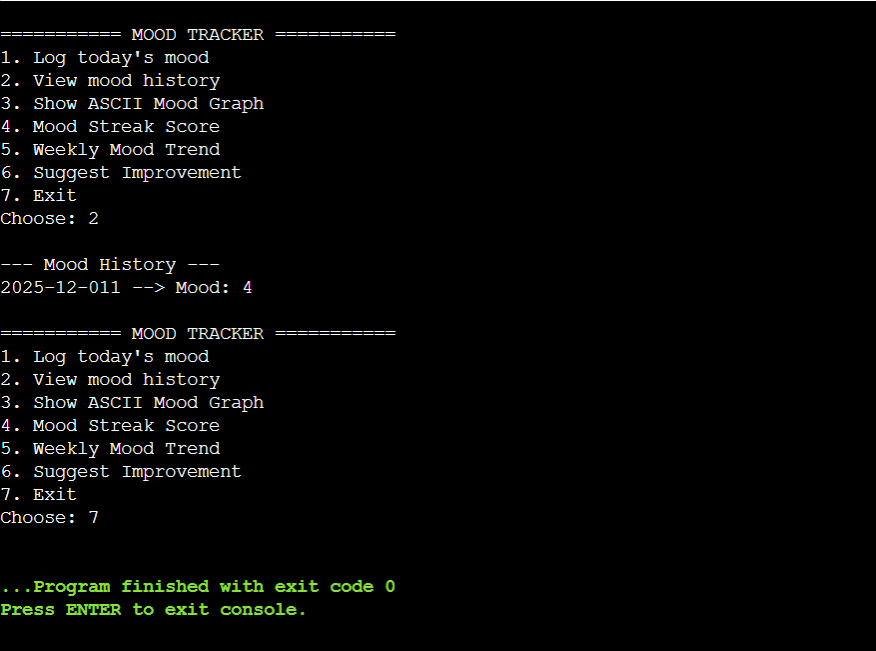 =========== MOOD TRACKER ===========
1. Log today's mood
2. View mood history
3. Show ASCII Mood Graph
4. Mood Streak Score
5. Weekly Mood Trend
6. Suggest Improvement
7. Exit
Choose: 2
--- Mood History ---
2025-12-011 --> Mood: 4
=========== MOOD TRACKER ===========
1. Log today's mood
2. View mood history
3. Show ASCII Mood Graph
4. Mood Streak Score
5. Weekly Mood Trend
6. Suggest Improvement
7. Exit
Choose: 7
...Program finished with exit code 0
Press ENTER to exit console.